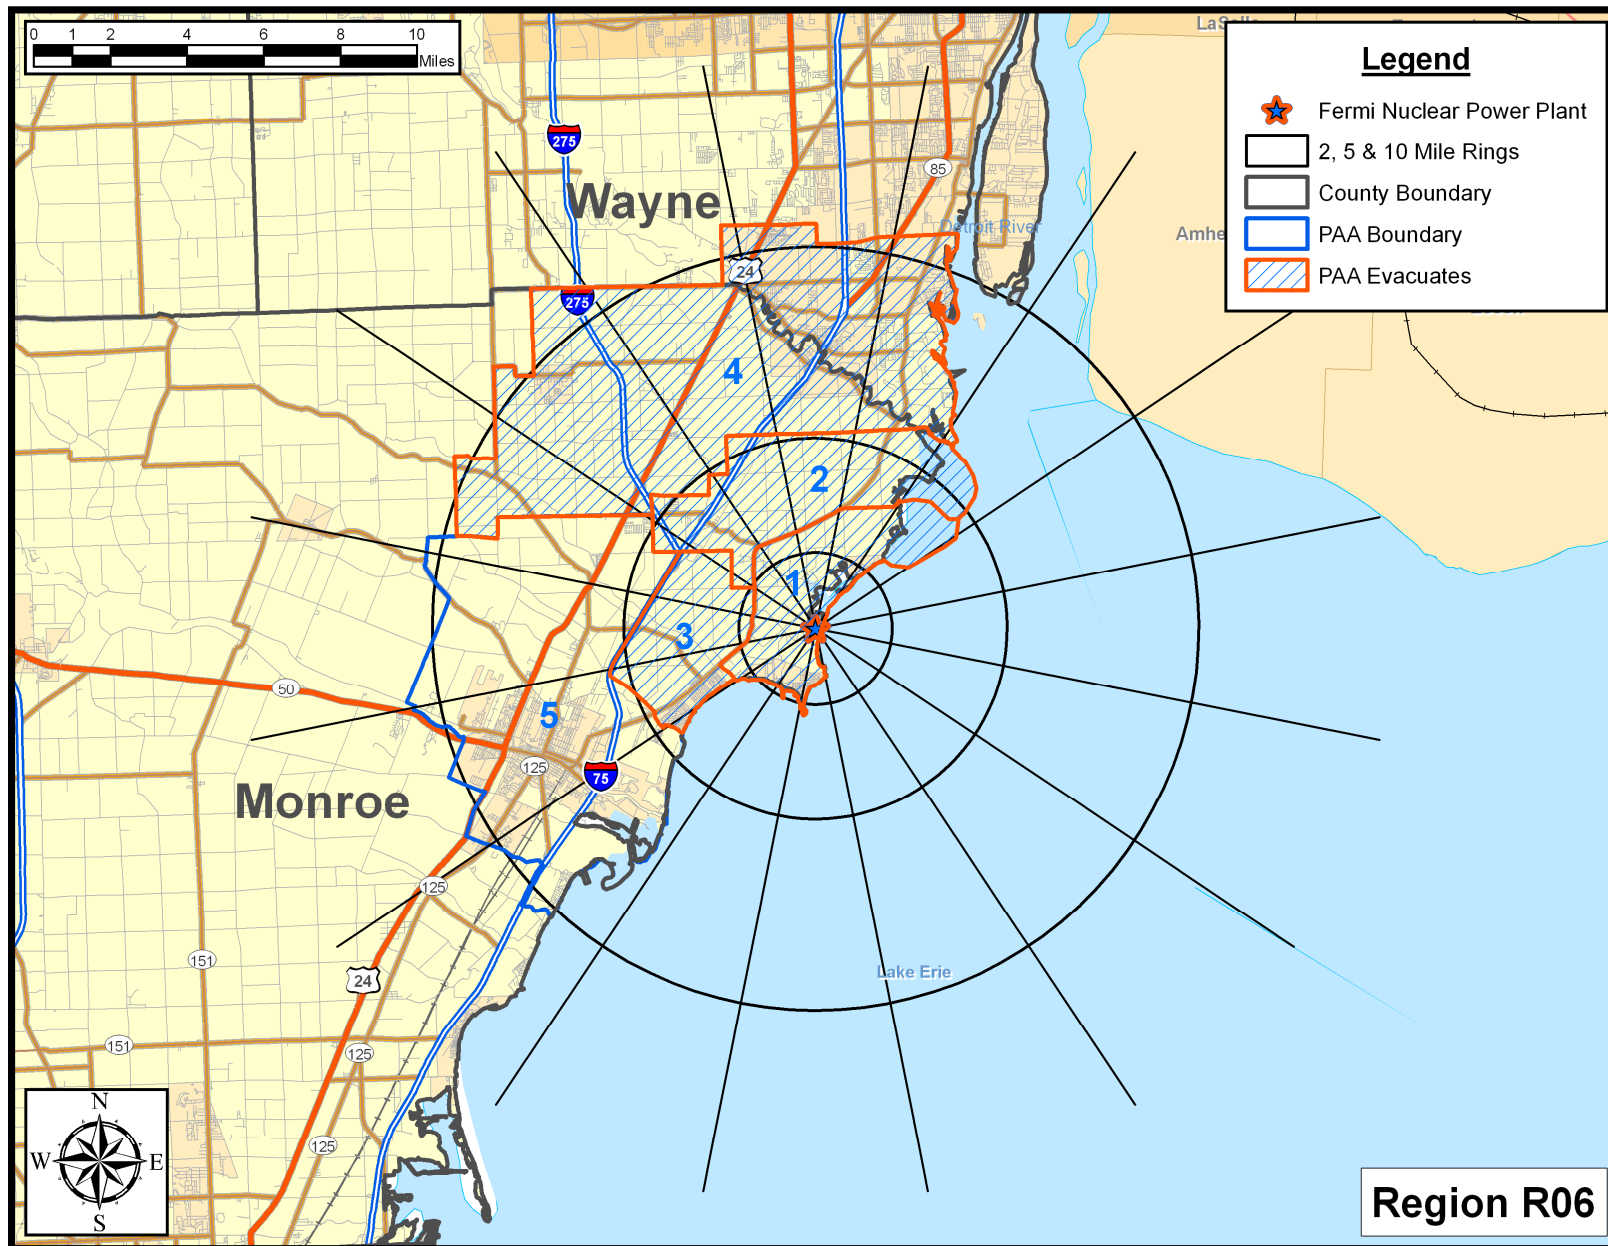 0 1 2 4 6 8 10
Miles
Legend
Fermi Nuclear Power Plant
2, 5 & 10 Mile Rings
County Boundary
PAA Boundary
PAA Evacuates
275
Wayne
85
Detroit River
24
275
4
2
1
3
50
5
125
75
Monroe
125
151
Lake Erie
24
151
125
125
N
W E
S
Region R06